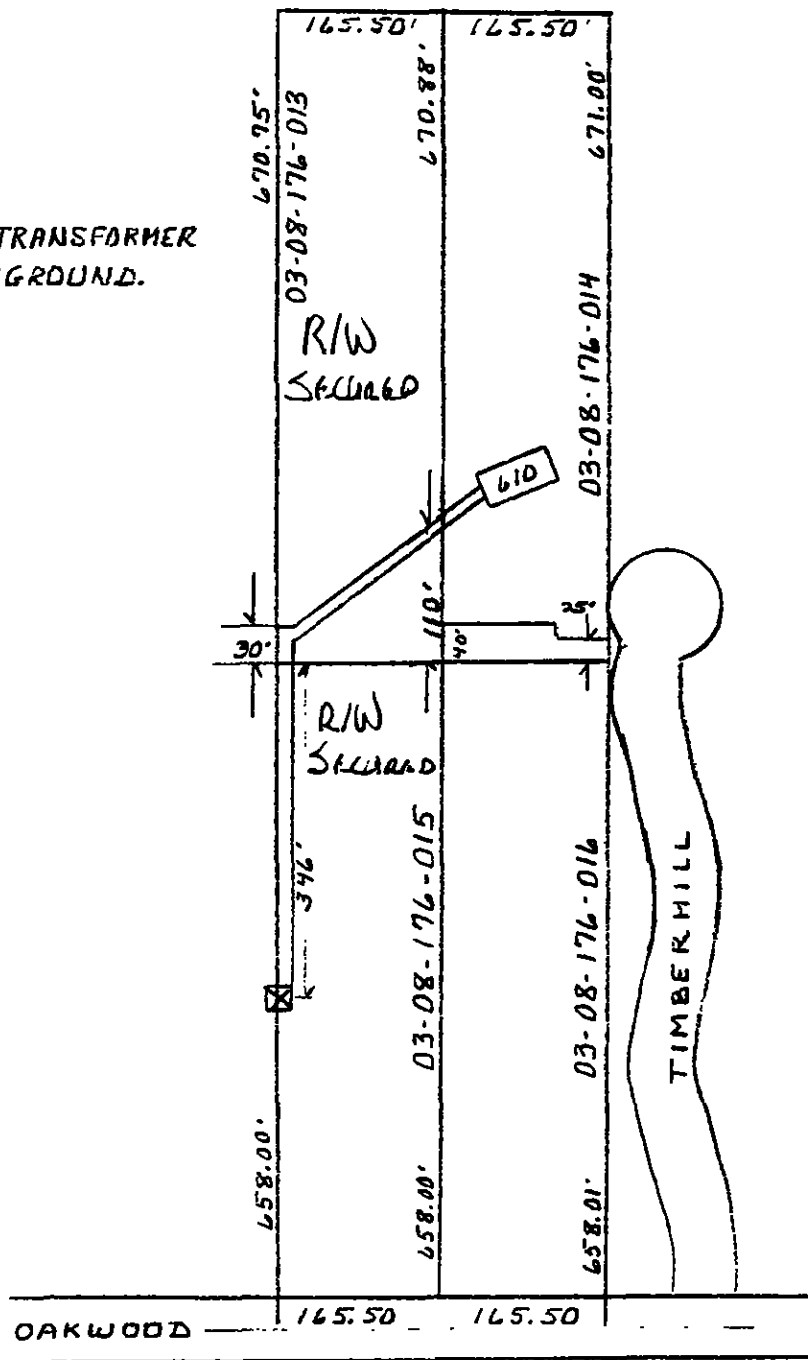 165.50'
165.50'
670.75'
03-08-176-013
670.88'
671.00'
TRANSFORMER
GROUND.
R/W
SECURED
03-08-176-014
610
30'
110'
40'
25'
R/W
SECURED
346'
03-08-176-015
03-08-176-016
TIMBERHILL
658.00'
658.00'
658.01'
165.50
165.50
OAKWOOD